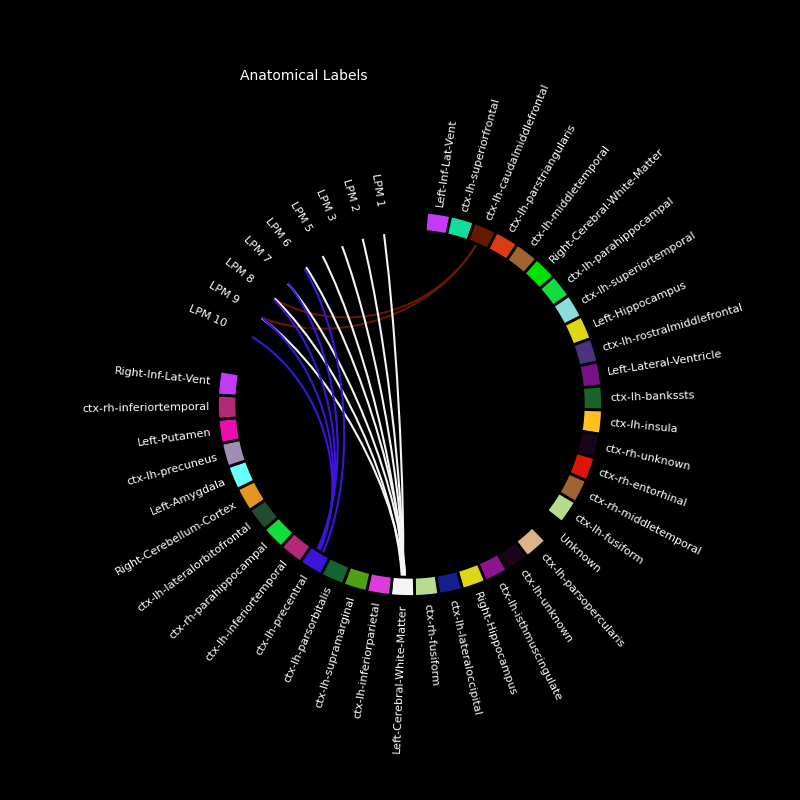 Anatomical Labels
LPM 1
LPM 2
LPM 3
LPM 5
LPM 6
LPM 7
LPM 8
LPM 9
LPM 10
Right-Inf-Lat-Vent
ctx-rh-inferiortemporal
Left-Putamen
ctx-lh-precuneus
Left-Amygdala
Right-Cerebellum-Cortex
ctx-lh-lateralorbitofrontal
ctx-rh-parahippocampal
ctx-lh-inferiortemporal
ctx-lh-precentral
ctx-lh-parsorbitalis
ctx-lh-supramarginal
ctx-lh-inferiorparietal
Left-Cerebral-White-Matter
ctx-rh-fusiform
ctx-lh-lateraloccipital
Right-Hippocampus
ctx-lh-isthmuscingulate
ctx-lh-unknown
ctx-lh-parsopercularis
Unknown
ctx-lh-fusiform
ctx-rh-middletemporal
ctx-rh-entorhinal
ctx-rh-unknown
ctx-lh-insula
ctx-lh-bankssts
Left-Lateral-Ventricle
ctx-lh-rostralmiddlefrontal
Left-Hippocampus
ctx-lh-superiortemporal
ctx-lh-parahippocampal
Right-Cerebral-White-Matter
ctx-lh-middletemporal
ctx-lh-parstriangularis
ctx-lh-caudalmiddlefrontal
ctx-lh-superiorfrontal
Left-Inf-Lat-Vent